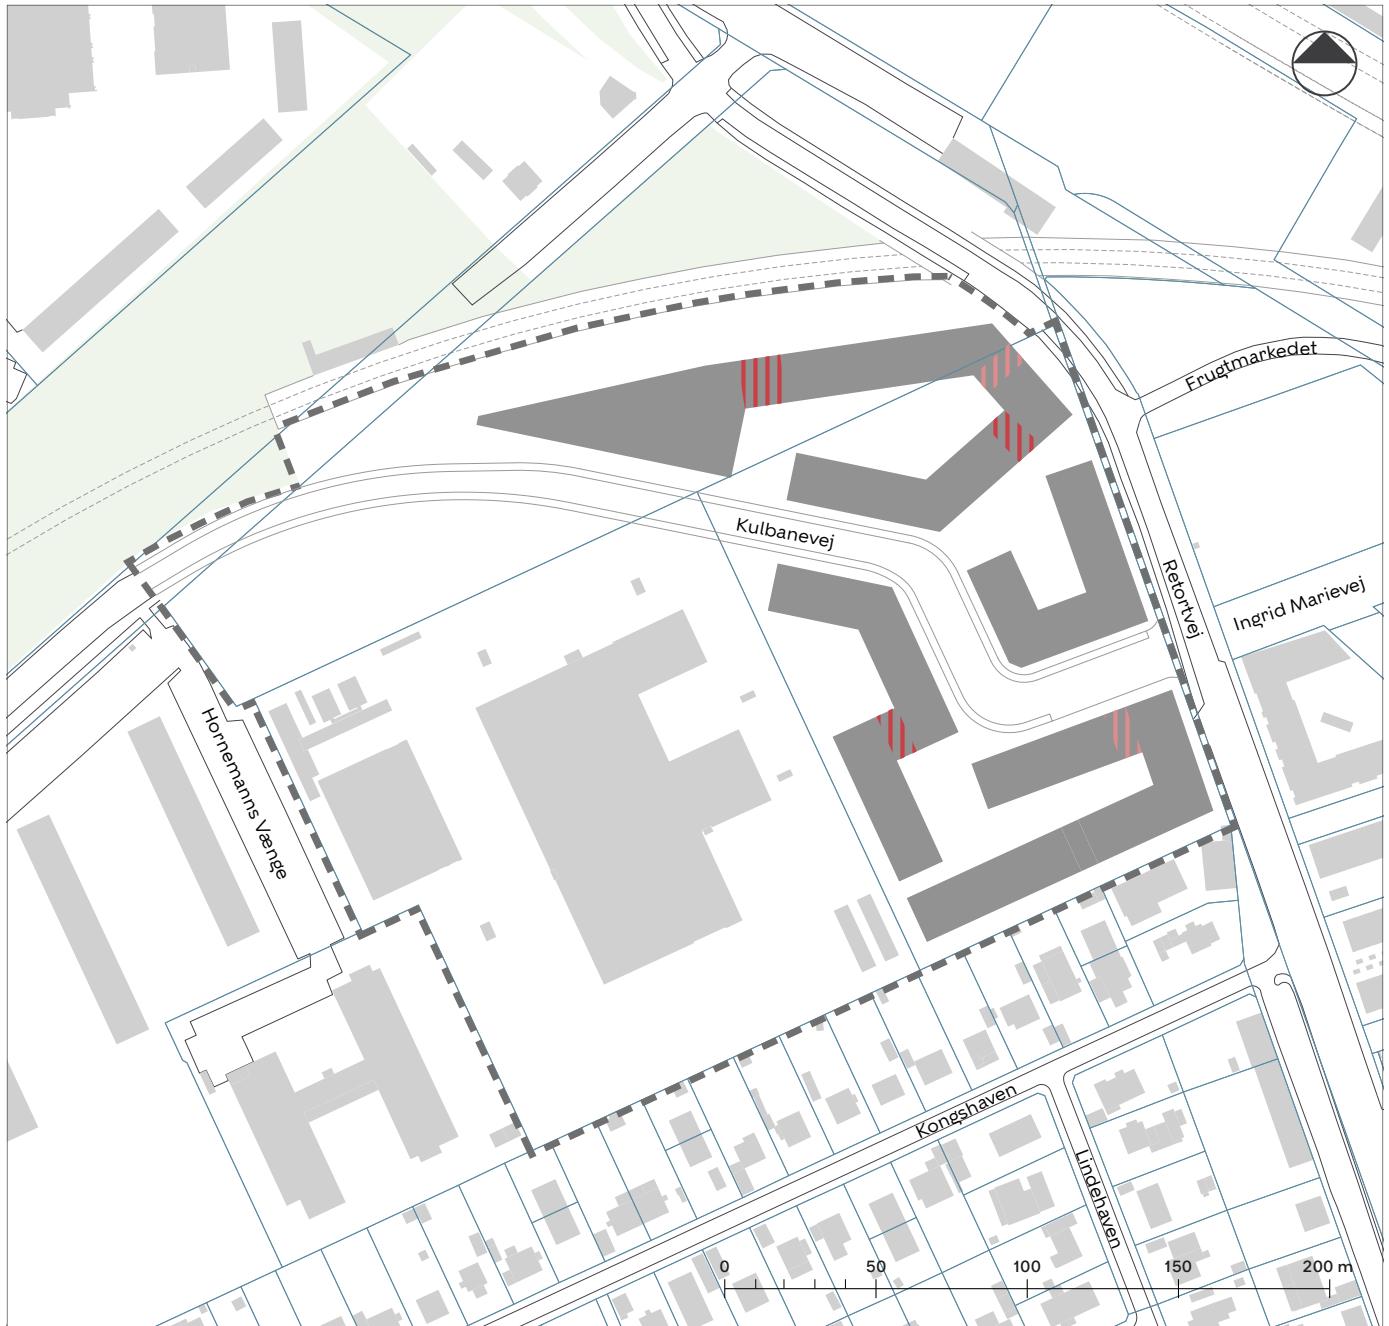 Frugtmarkedet
Kulbanevej
Retortvej
Ingrid Marievej
Hornemanns Vænge
Kongshaven
Lindehaven
0 50 100 150 200 m